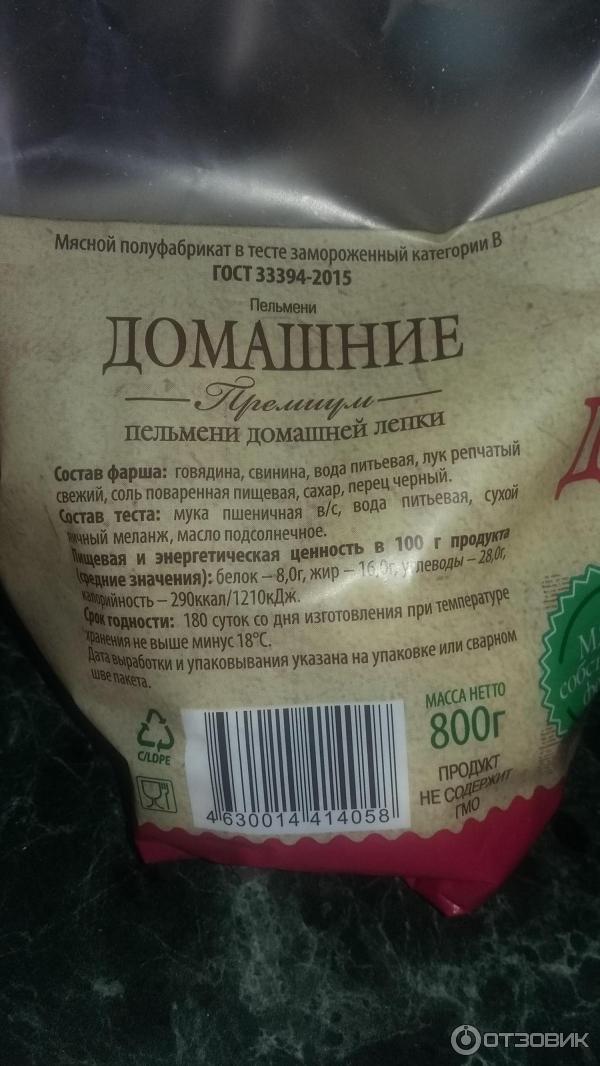 Мясной полуфабрикат в тесте замороженный категории В
ГОСТ 33394-2015
Пельмени
ДОМАШНИЕ
Премиум
пельмени домашней лепки
Состав фарша: говядина, свинина, вода питьевая, лук репчатый
свежий, соль поваренная пищевая, сахар, перец черный.
Состав теста: мука пшеничная в/с, вода питьевая, сухой
яичный меланж, масло подсолнечное.
Пищевая и энергетическая ценность в 100 г продукта
(средние значения): белок – 8,0г, жир – 16,0г, углеводы – 28,0г,
калорийность – 290ккал/1210кДж.
Срок годности: 180 суток со дня изготовления при температуре
хранения не выше минус 18°С.
Дата выработки и упаковывания указана на упаковке или сварном
шве пакета.
C/LDPE
4 630014 414058
МАССА НЕТТО
800г
ПРОДУКТ
НЕ СОДЕРЖИТ
ГМО
ОТЗОВИК